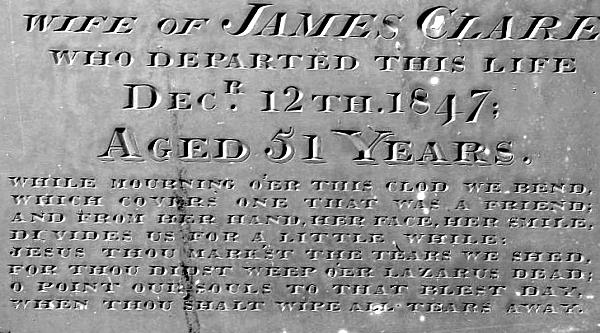 WIFE OF JAMES CLARE
WHO DEPARTED THIS LIFE
DECR. 12TH. 1847;
AGED 51 YEARS.
WHILE MOURNING O'ER THIS CLOD WE BEND,
WHICH COVERS ONE THAT WAS A FRIEND;
AND FROM HER HAND, HER FACE, HER SMILE,
DIVIDES US FOR A LITTLE WHILE:
JESUS THOU MARK'ST THE TEARS WE SHED,
FOR THOU DIDST WEEP O'ER LAZARUS DEAD;
O POINT OUR SOULS TO THAT BLEST DAY,
WHEN THOU SHALT WIPE ALL TEARS AWAY.